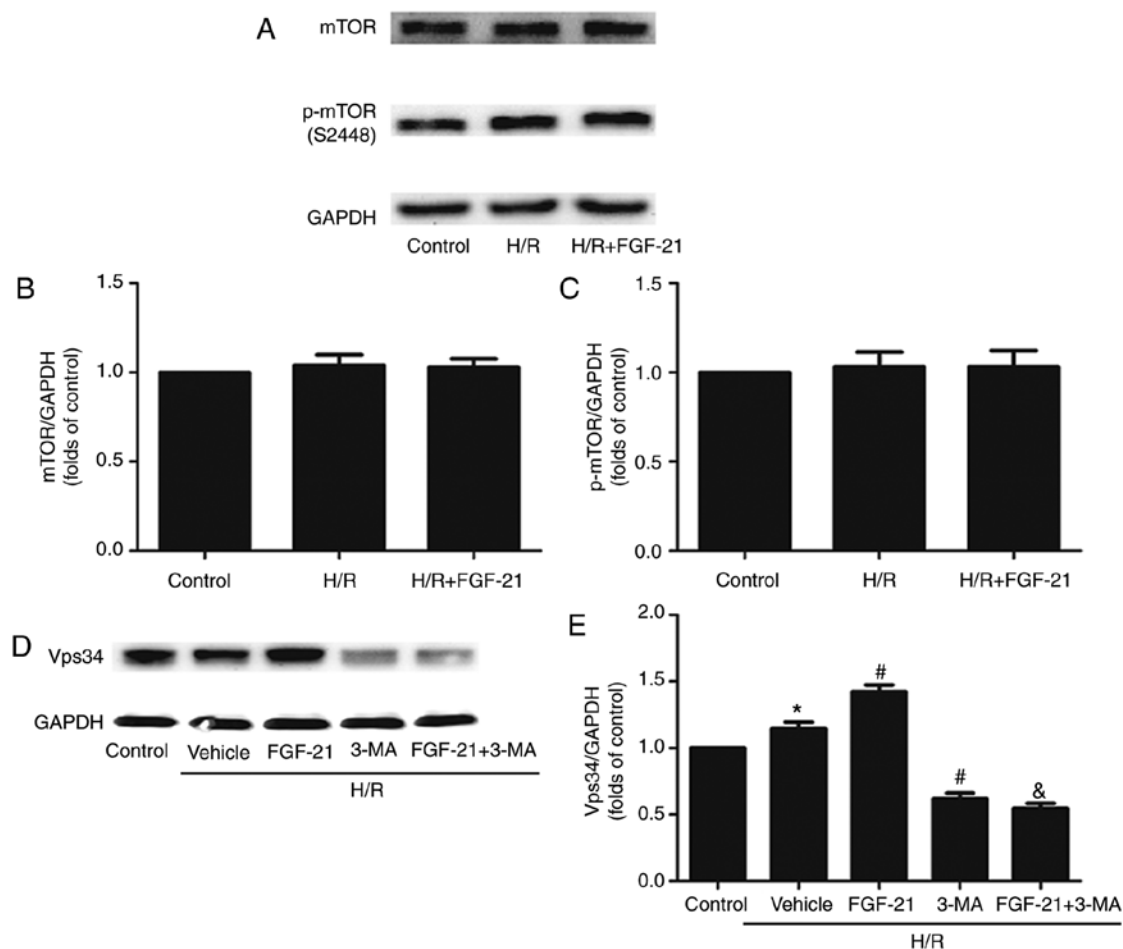 A
mTOR
p-mTOR
(S2448)
GAPDH
Control H/R H/R+FGF-21
B
mTOR/GAPDH
(folds of control)
1.5
1.0
0.5
0.0
Control H/R H/R+FGF-21
C
p-mTOR/GAPDH
(folds of control)
1.5
1.0
0.5
0.0
Control H/R H/R+FGF-21
D
Vps34
GAPDH
Control Vehicle FGF-21 3-MA FGF-21+3-MA
H/R
E
Vps34/GAPDH
(folds of control)
2.0
1.5
1.0
0.5
0.0
* # # &
Control Vehicle FGF-21 3-MA FGF-21+3-MA
H/R